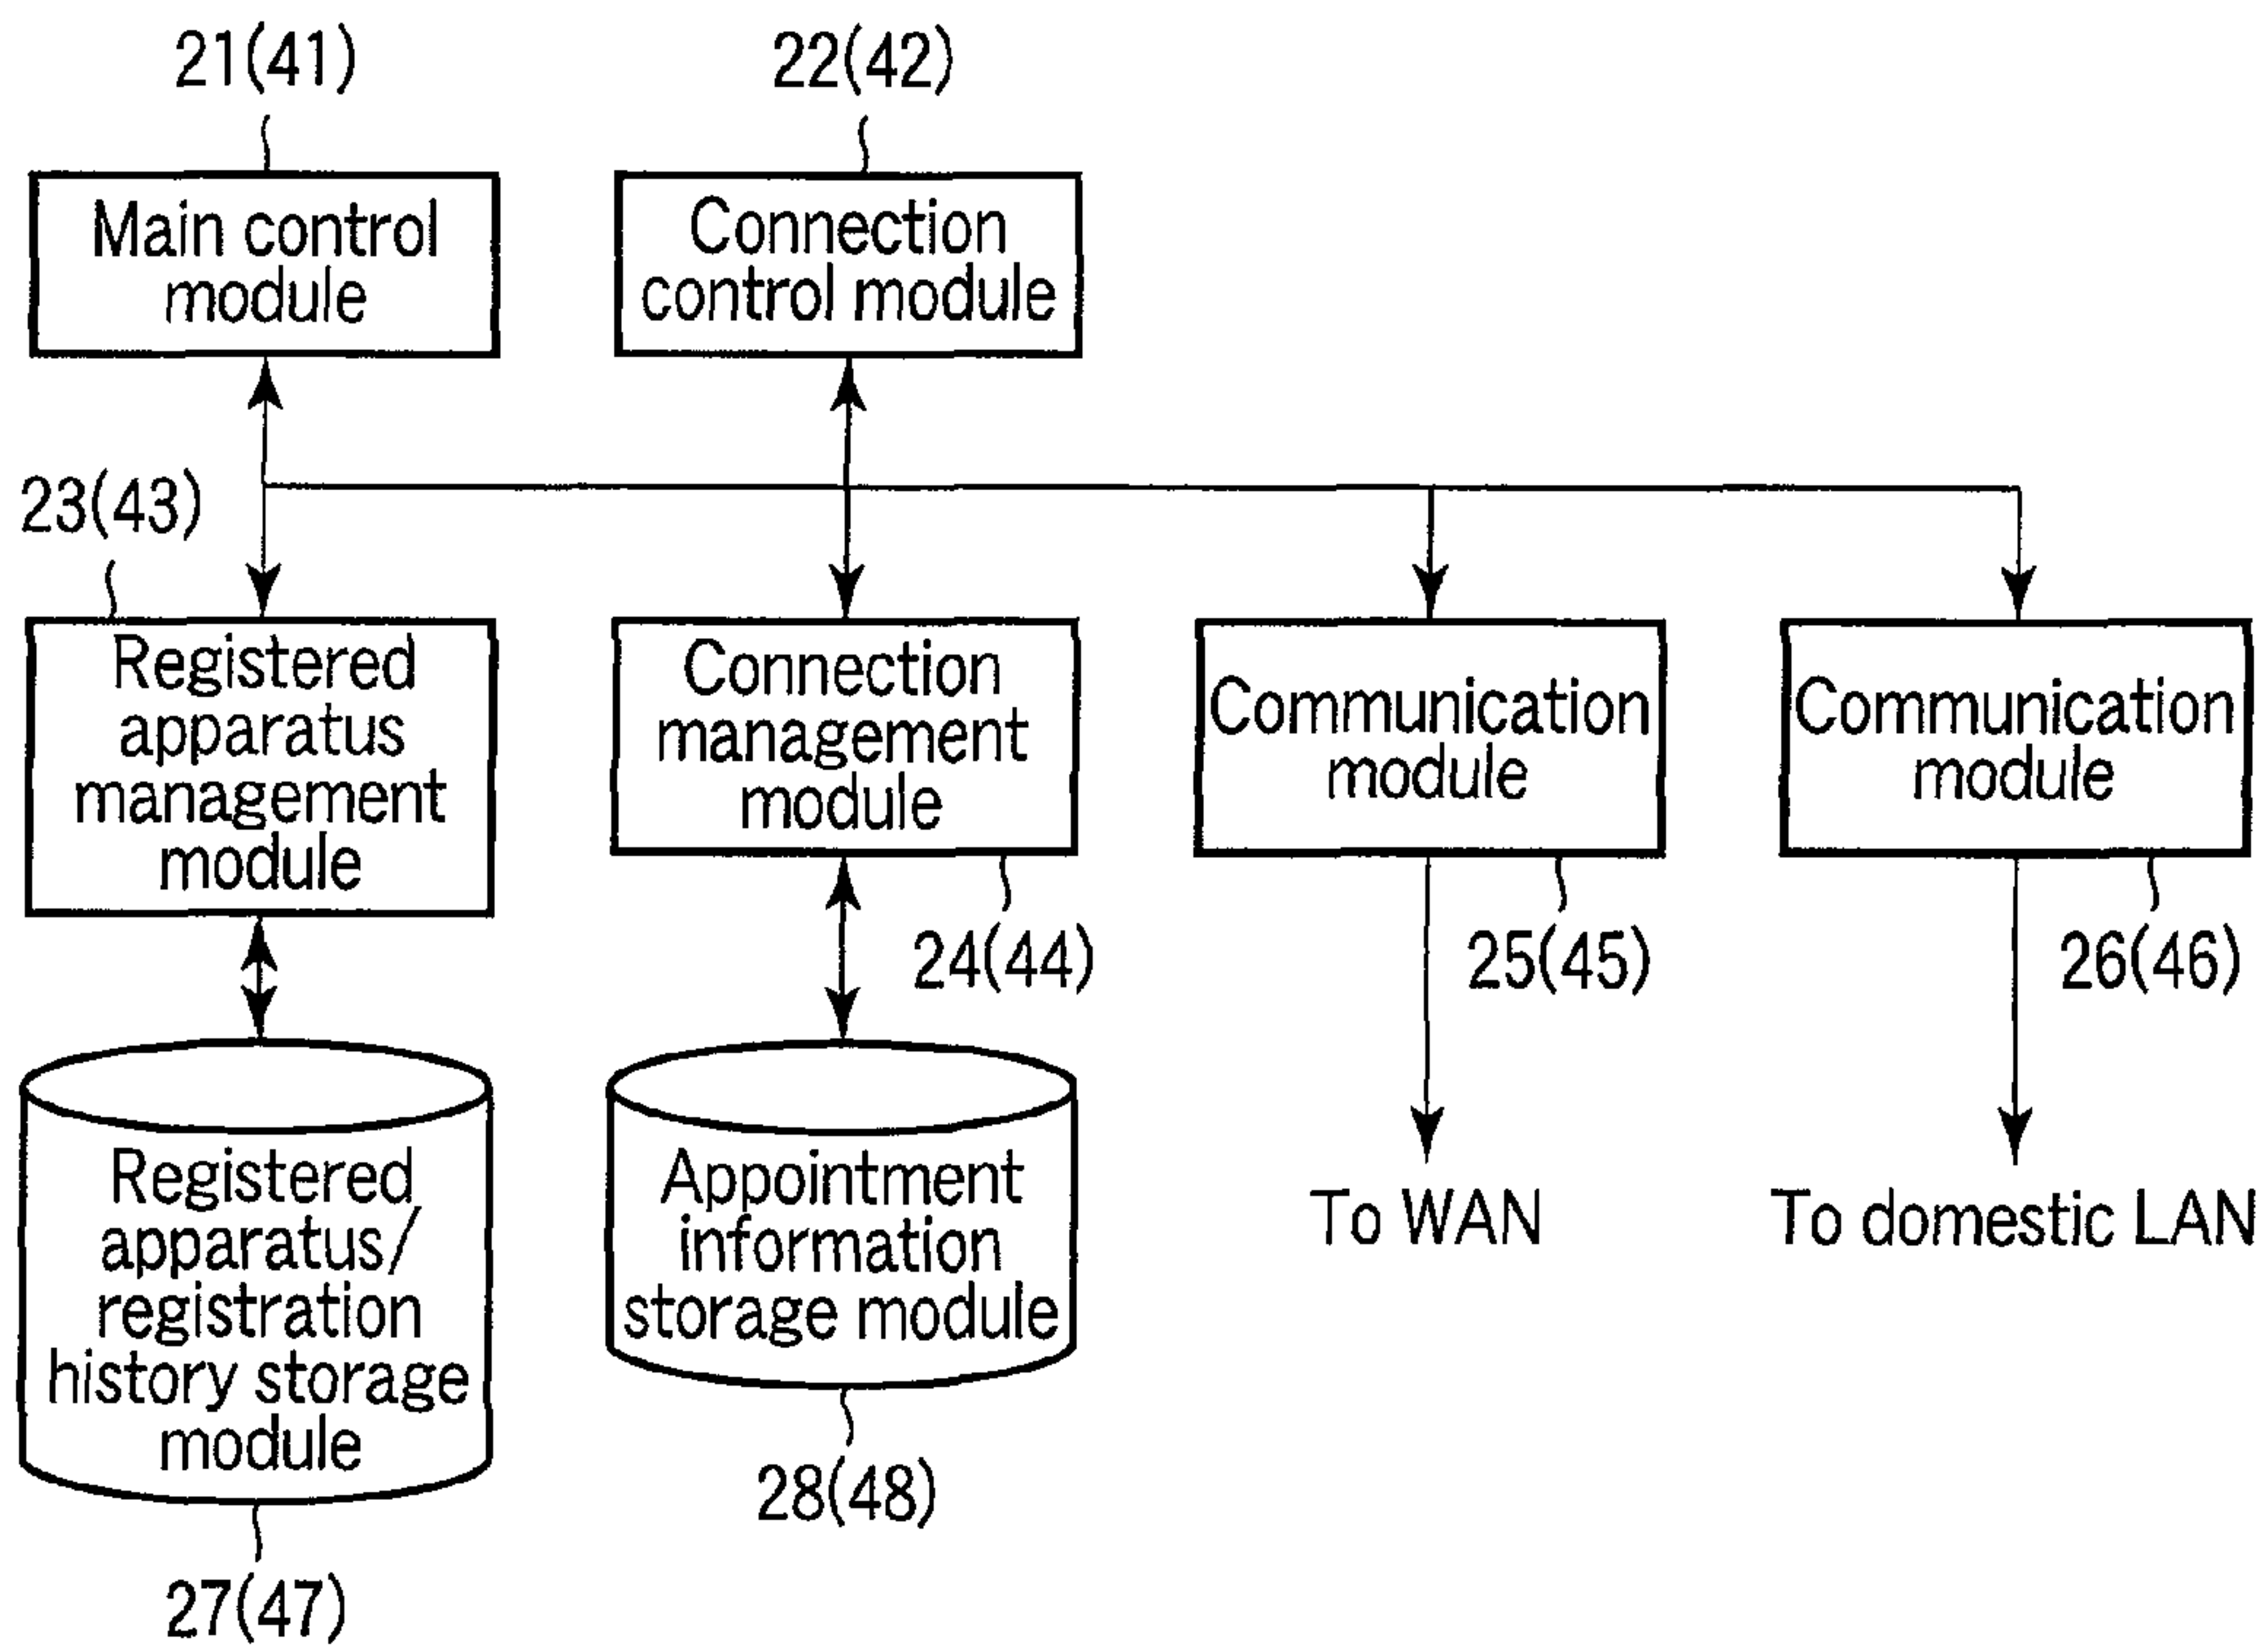 21(41)
22(42)
Main control
module
Connection
control module
23(43)
Registered
apparatus
management
module
Connection
management
module
Communication
module
Communication
module
24(44)
25(45)
26(46)
Registered
apparatus/
registration
history storage
module
Appointment
information
storage module
To WAN
To domestic LAN
28(48)
27(47)